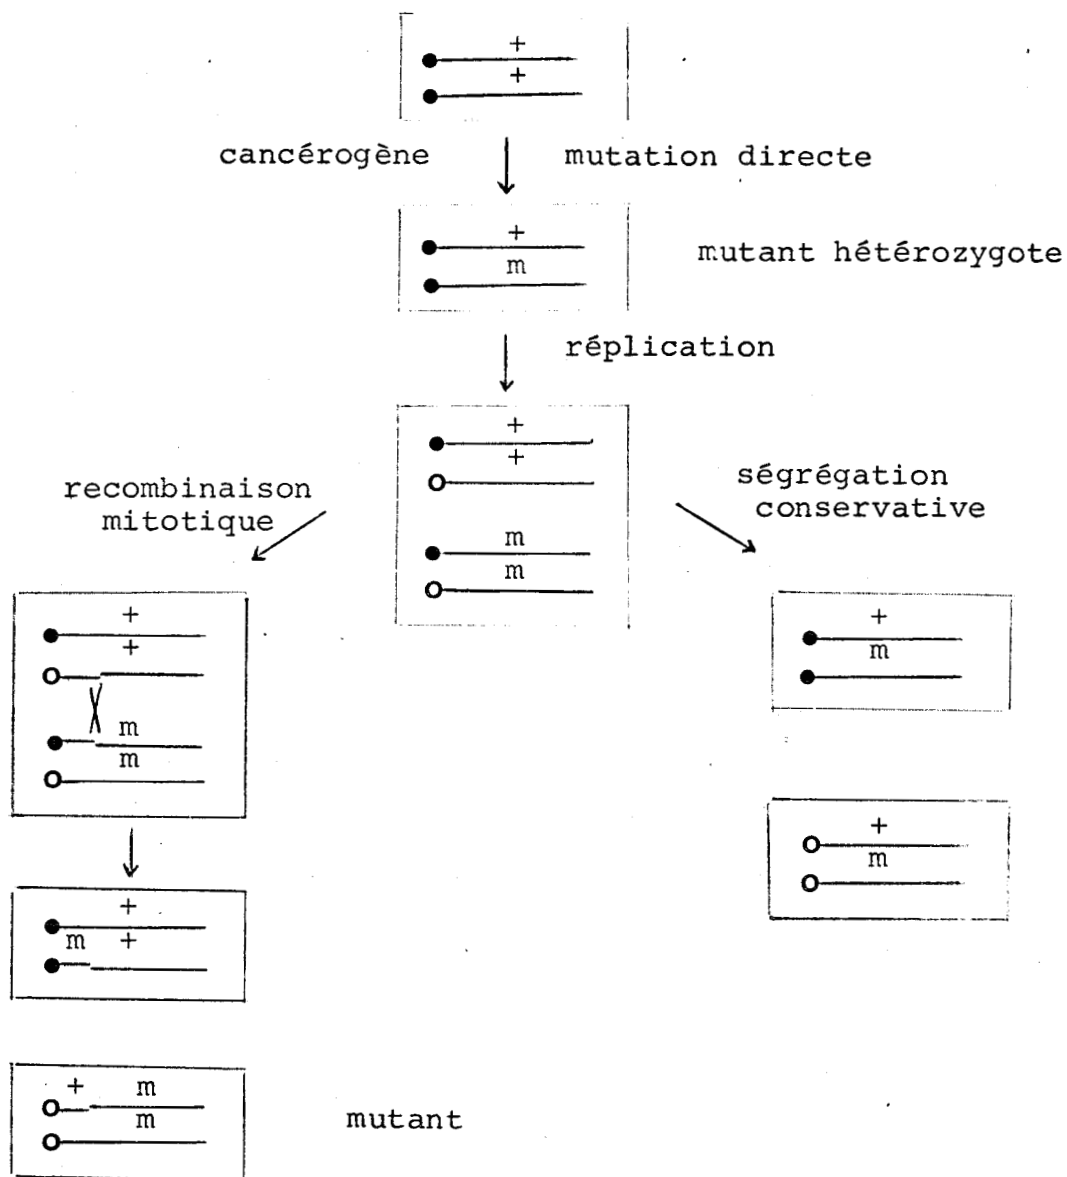 +
+
cancérogène
mutation directe
+
m
mutant hétérozygote
réplication
+
+
m
m
recombinaison
mitotique
ségrégation
conservative
+
+
m
m
+
m
+
m
+
m +
+ m
m
mutant